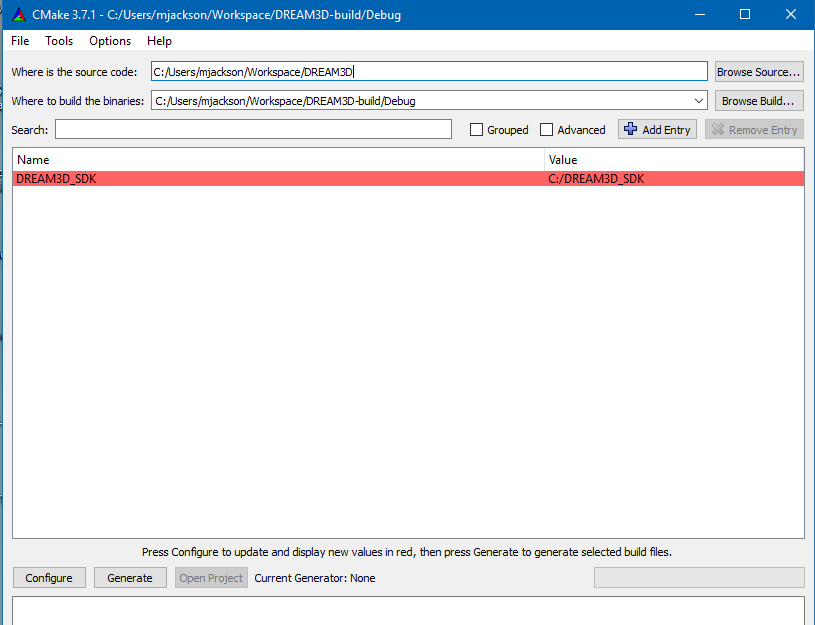 CMake 3.7.1 - C:/Users/mjackson/Workspace/DREAM3D-build/Debug
File Tools Options Help
Where is the source code: C:/Users/mjackson/Workspace/DREAM3D Browse Source...
Where to build the binaries: C:/Users/mjackson/Workspace/DREAM3D-build/Debug Browse Build...
Search: Grouped Advanced Add Entry Remove Entry
Name Value
DREAM3D_SDK C:/DREAM3D_SDK
Press Configure to update and display new values in red, then press Generate to generate selected build files.
Configure Generate Open Project Current Generator: None